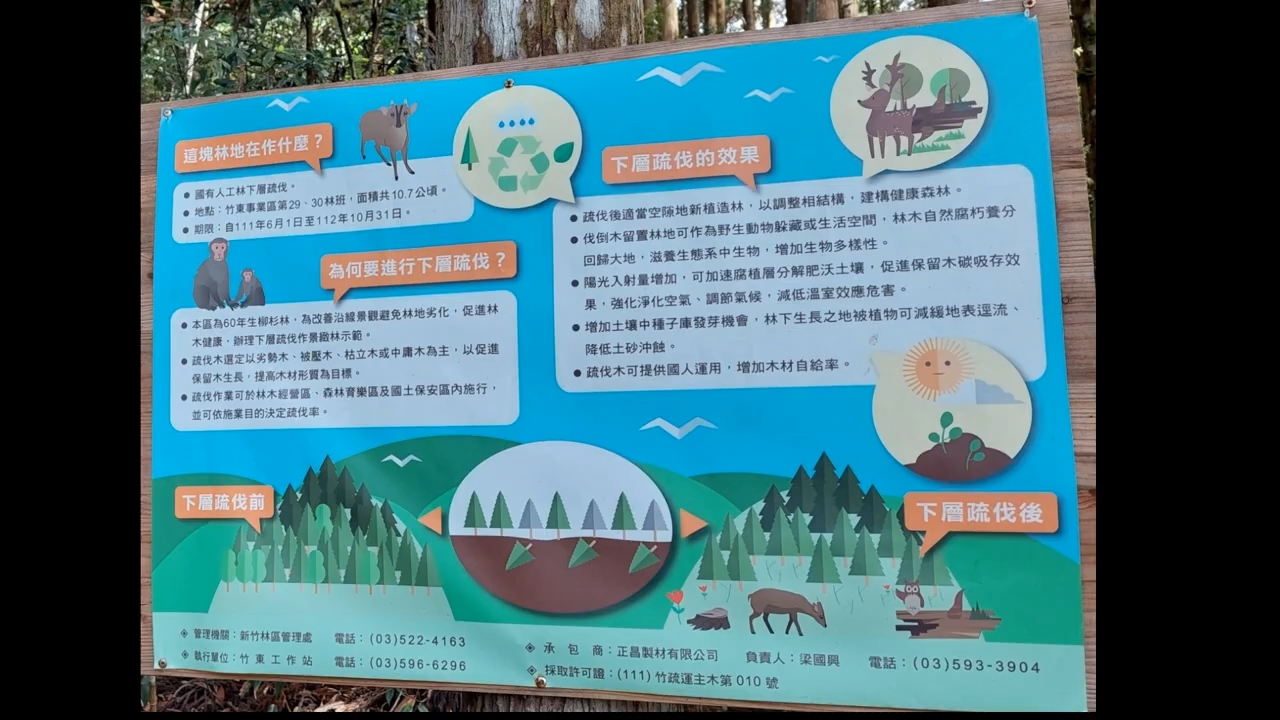 這塊林地在作什麼？
● 國有人工林下層疏伐。
● 地點：竹東事業區第29、30林班，面積共10.7公頃。
● 期限：自111年6月1日至112年10月31日。
為何要進行下層疏伐？
● 本區為60年生柳杉林，為改善沿線景觀避免林地劣化，促進林
木健康，辦理下層疏伐作景緻林示範。
● 疏伐木選定以劣勢木、被壓木、枯立木或中庸木為主，以促進
保留木生長，提高木材形質為目標。
● 疏伐作業可於林木經營區、森林育樂區及國土保安區內施行，
並可依施業目的決定疏伐率。
下層疏伐的效果
● 疏伐後適當空隙地新植造林，以調整相結構，建構健康森林。
● 伐倒木留置林地可作為野生動物躲藏或生活空間，林木自然腐朽養分
回歸大地，滋養生態系中生物，增加生物多樣性。
● 陽光入射量增加，可加速腐植層分解肥沃土壤，促進保留木碳吸存效
果，強化淨化空氣、調節氣候，減低溫室效應危害。
● 增加土壤中種子庫發芽機會，林下生長之地被植物可減緩地表逕流、
降低土砂沖蝕。
● 疏伐木可提供國人運用，增加木材自給率。
下層疏伐前
下層疏伐後
❖ 管理機關：新竹林區管理處 電話：(03)522-4163
❖ 執行單位：竹東工作站 電話：(03)596-6296
❖ 承包商：正昌製材有限公司 負責人：梁國興 電話：(03)593-3904
❖ 採取許可證：(111) 竹疏運主木第 010 號